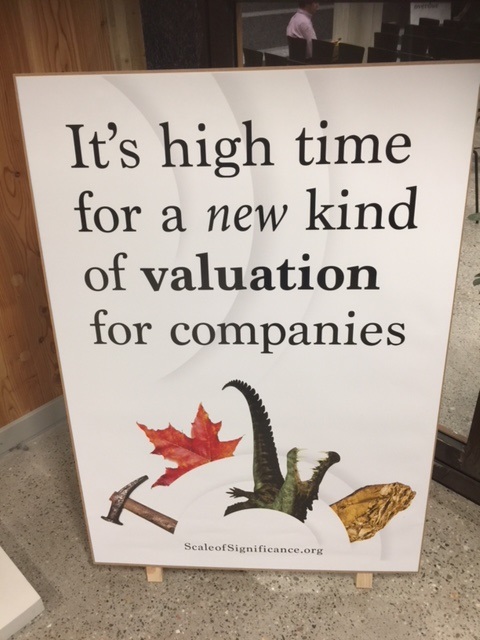 It's high time
for a new kind
of valuation
for companies
ScaleofSignificance.org